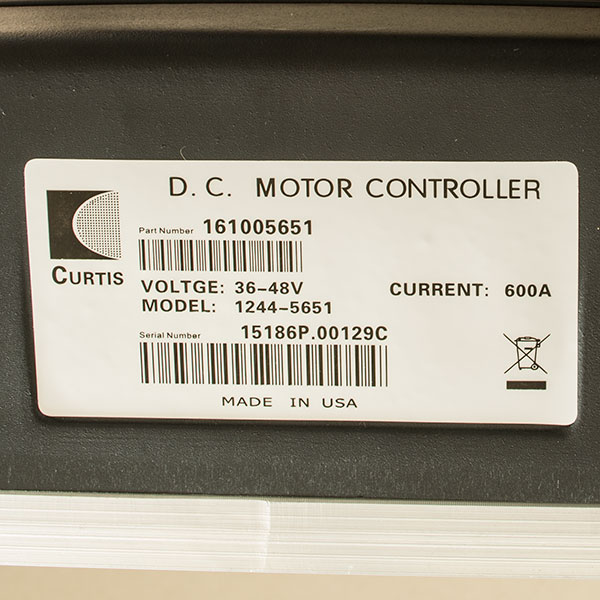 D. C. MOTOR CONTROLLER
CURTIS
Part Number 161005651
VOLTGE: 36-48V CURRENT: 600A
MODEL: 1244-5651
Serial Number 15186P.00129C
MADE IN USA